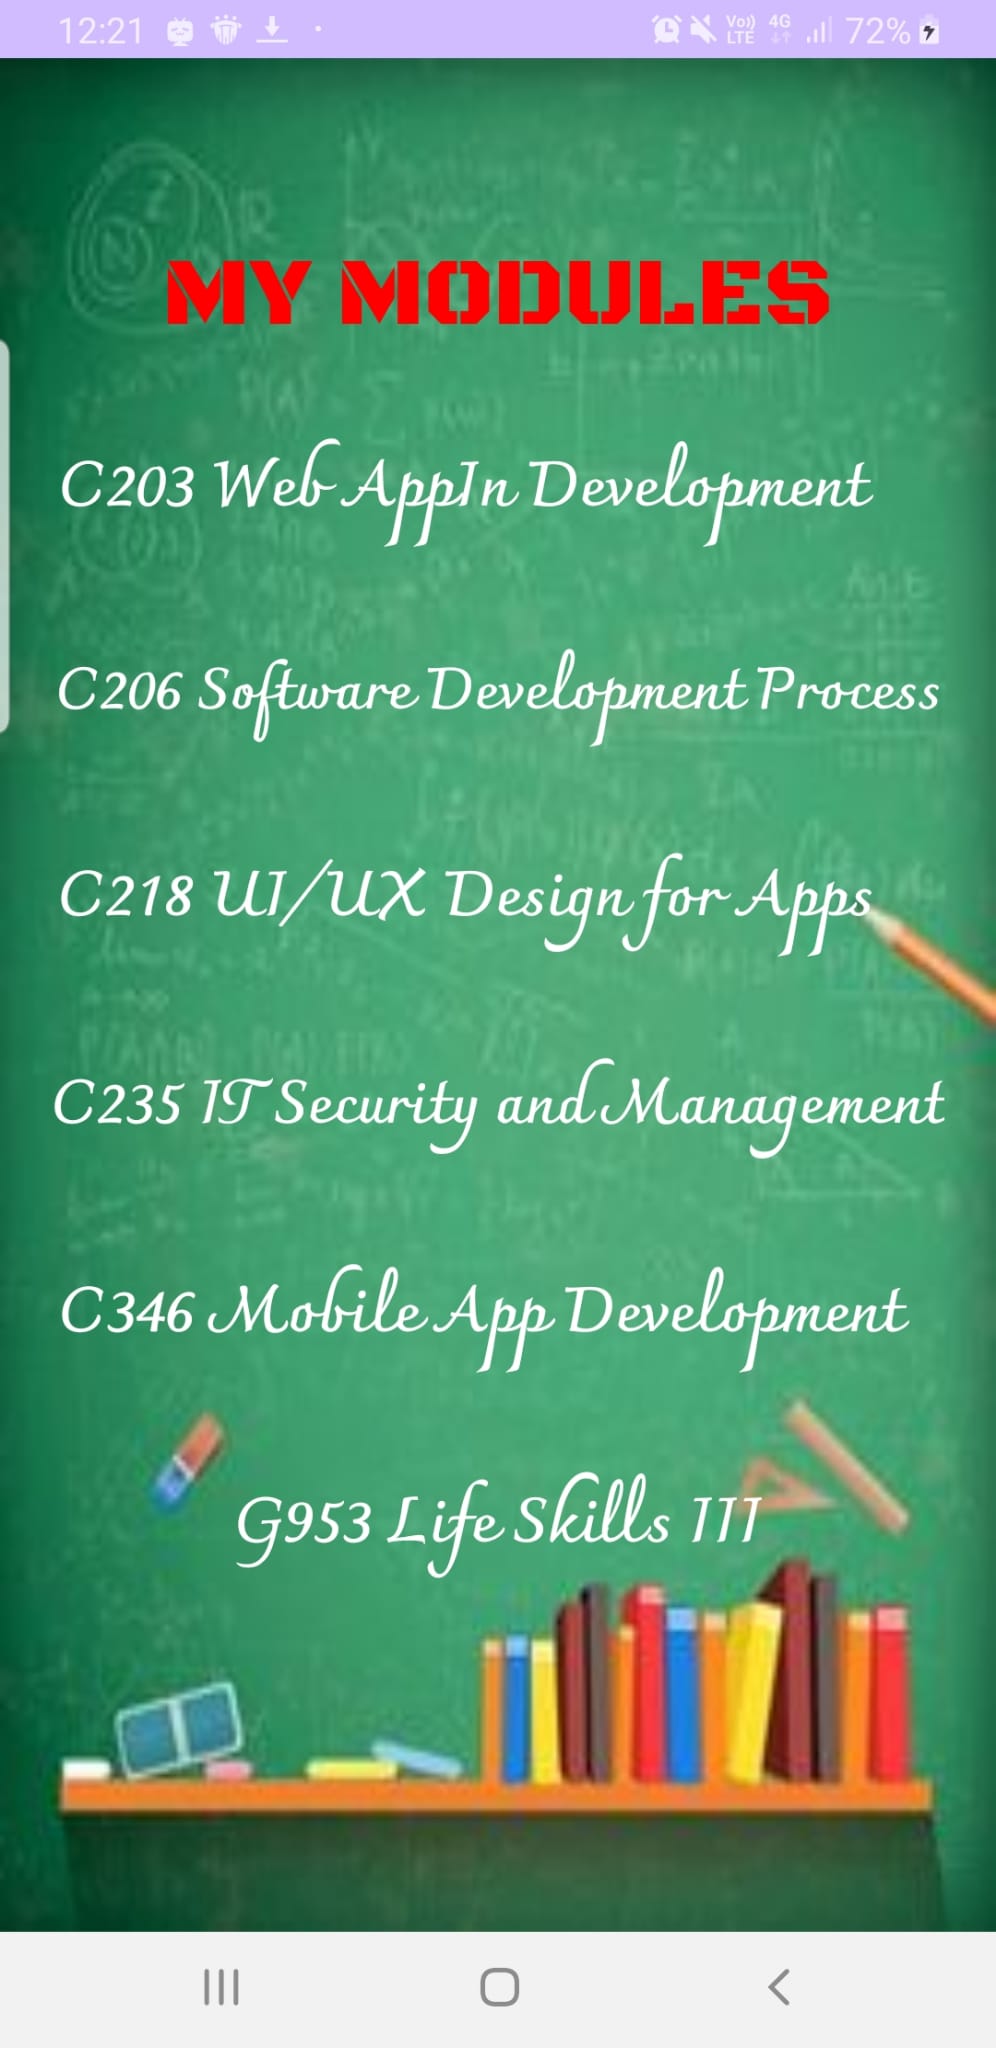 12:21
Vo)) LTE 4G 72%
MY MODULES
C203 Web AppIn Development
C206 Software Development Process
C218 UI/UX Design for Apps
C235 IT Security and Management
C346 Mobile App Development
G953 Life Skills III